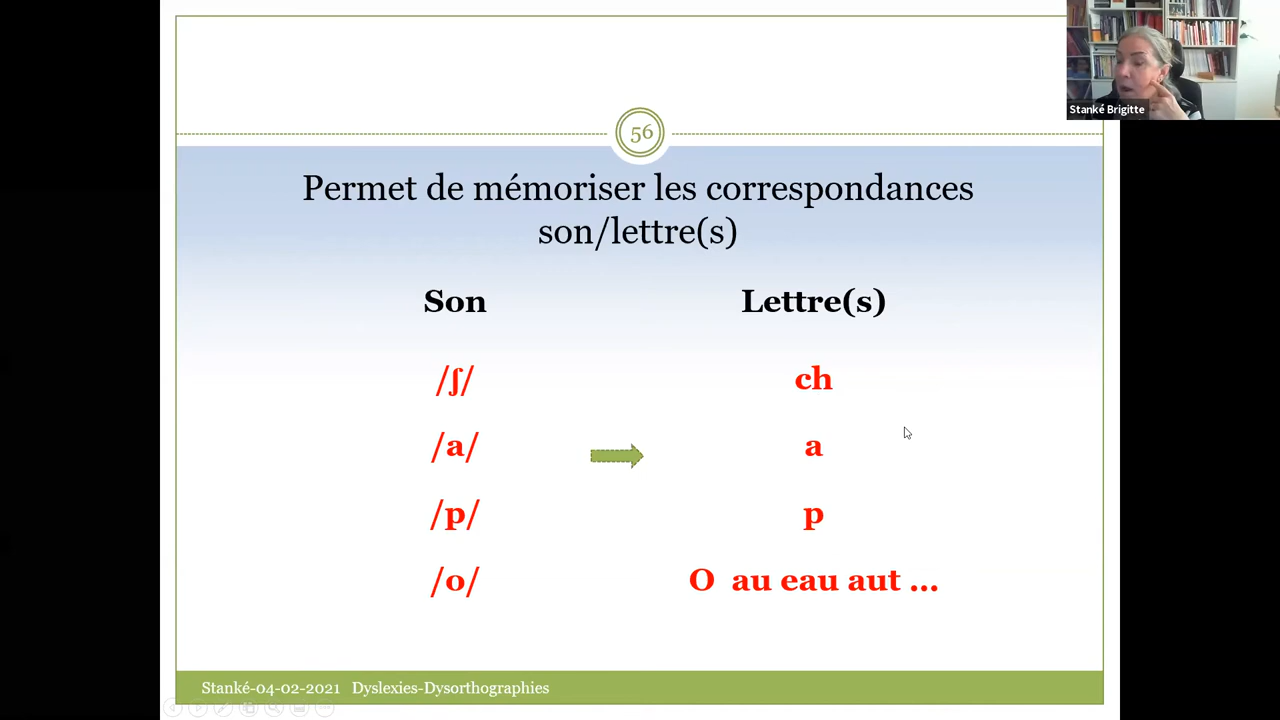 Stanké Brigitte
56
Permet de mémoriser les correspondances
son/lettre(s)
Son Lettre(s)
/ʃ/ ch
/a/ a
/p/ p
/o/ O au eau aut ...
Stanké-04-02-2021 Dyslexies-Dysorthographies